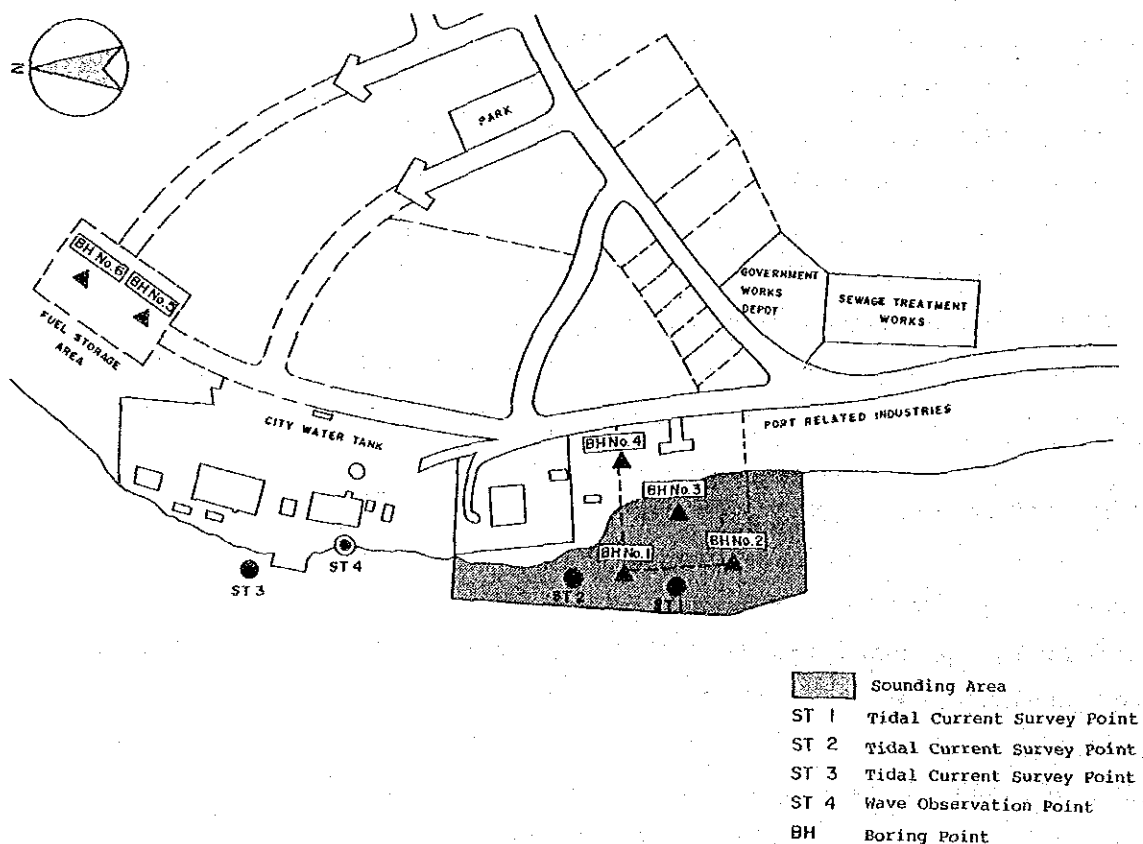 N
PARK
BH No.6
BH No.5
FUEL STORAGE
AREA
GOVERNMENT
WORKS
DEPOT
SEWAGE TREATMENT
WORKS
CITY WATER TANK
PORT RELATED INDUSTRIES
BH No.4
BH No.3
BH No.2
BH No.1
ST 4
ST 3
ST 2
ST 1
Sounding Area
ST 1 Tidal Current Survey Point
ST 2 Tidal Current Survey Point
ST 3 Tidal Current Survey Point
ST 4 Wave Observation Point
BH Boring Point